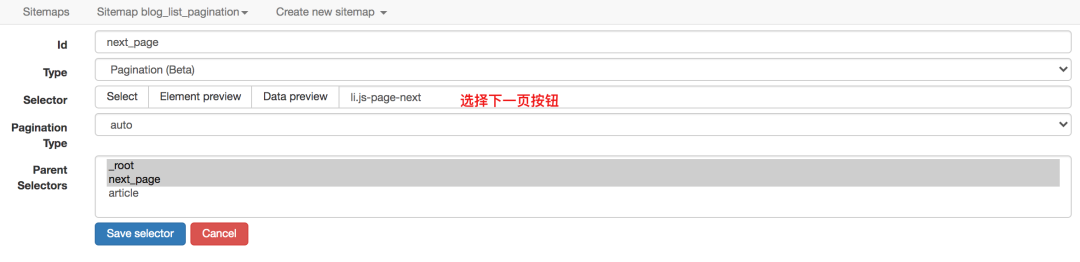 Sitemaps Sitemap blog_list_pagination Create new sitemap
Id next_page
Type Pagination (Beta)
Selector Select Element preview Data preview li.js-page-next 选择下一页按钮
Pagination Type auto
Parent Selectors _root
next_page
article
Save selector Cancel